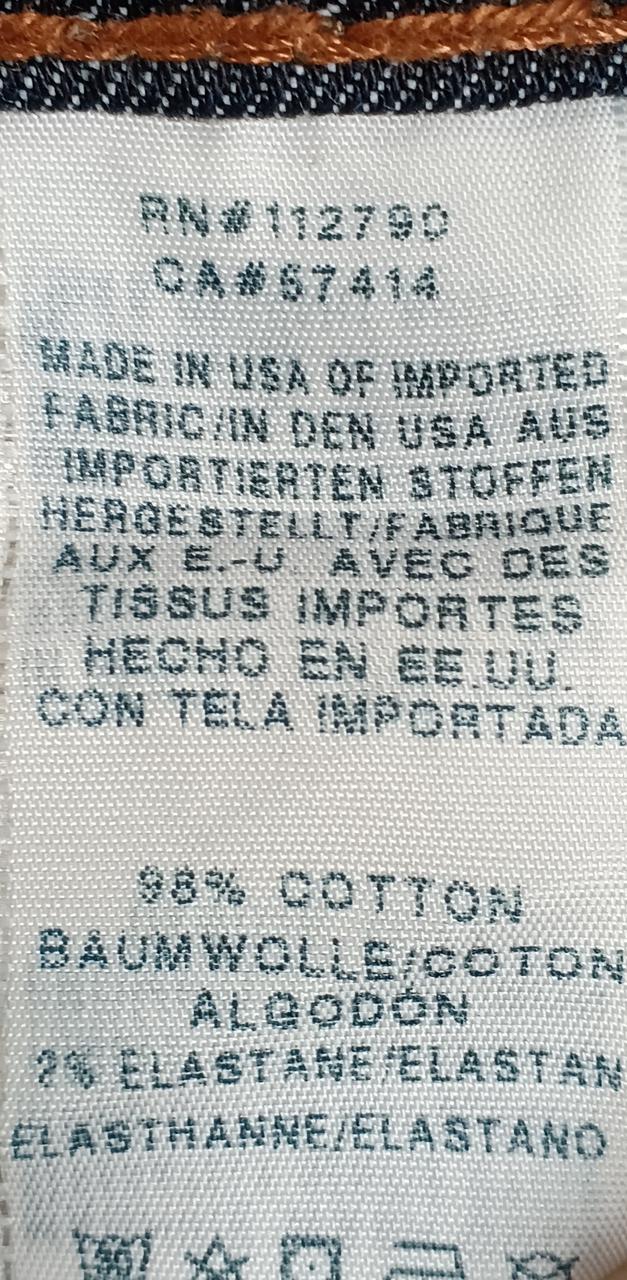 RN#112790
CA#57414
MADE IN USA OF IMPORTED
FABRIC/IN DEN USA AUS
IMPORTIERTEN STOFFEN
HERGESTELLT/FABRIQUE
AUX E.-U. AVEC DES
TISSUS IMPORTES
HECHO EN EE.UU.
CON TELA IMPORTADA
98% COTTON
BAUMWOLLE/COTON
ALGODÓN
2% ELASTANE/ELASTAN
ELASTHANNE/ELASTANO
30